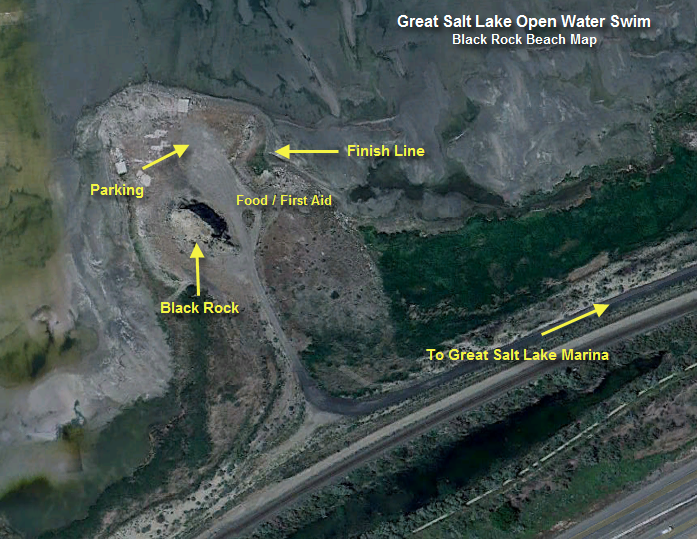 Great Salt Lake Open Water Swim
Black Rock Beach Map
Finish Line
Parking
Food / First Aid
Black Rock
To Great Salt Lake Marina